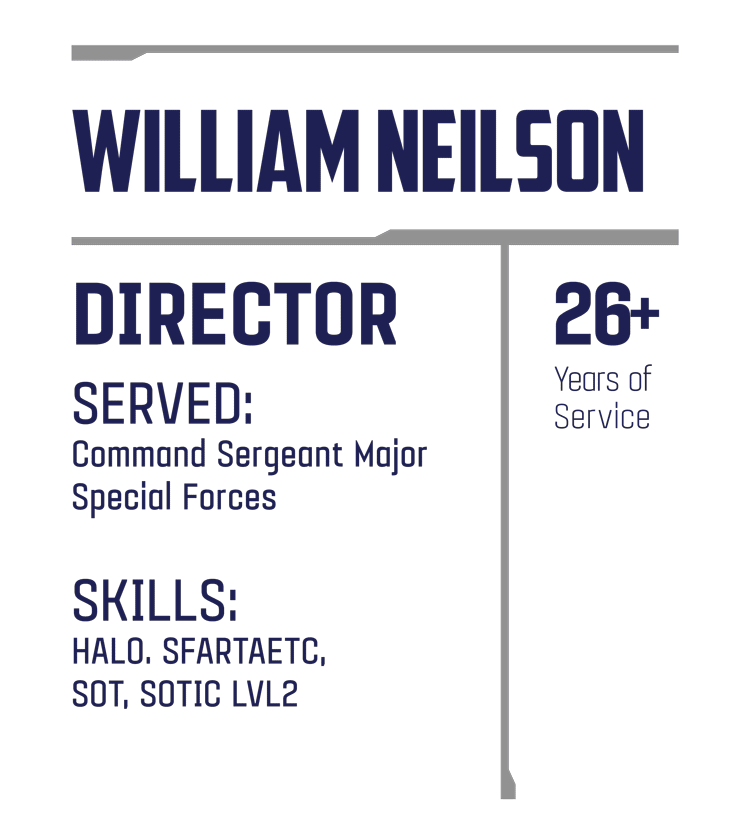 WILLIAM NEILSON
DIRECTOR
SERVED:
Command Sergeant Major
Special Forces
SKILLS:
HALO. SFARTAETC,
SOT, SOTIC LVL2
26+
Years of
Service